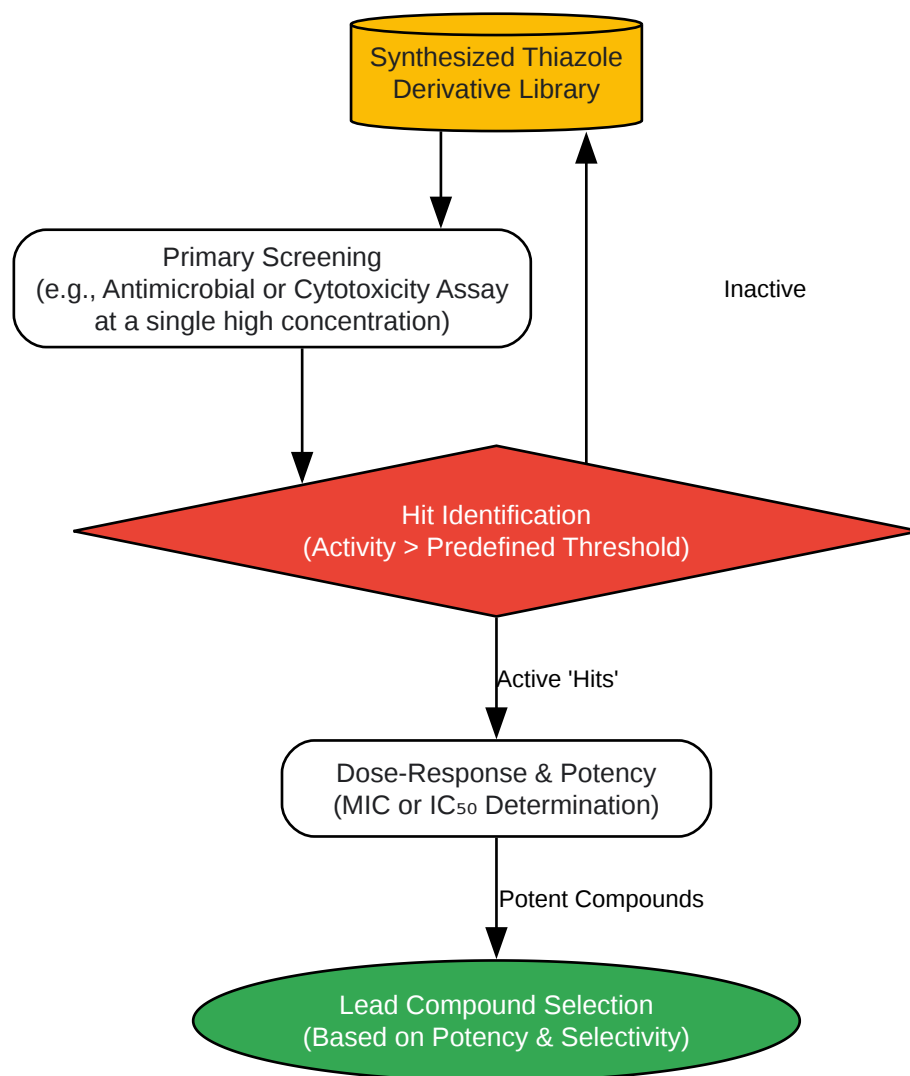 Synthesized Thiazole
Derivative Library
Primary Screening
(e.g., Antimicrobial or Cytotoxicity Assay
at a single high concentration)
Inactive
Hit Identification
(Activity > Predefined Threshold)
Active 'Hits'
Dose-Response & Potency
(MIC or IC₅₀ Determination)
Potent Compounds
Lead Compound Selection
(Based on Potency & Selectivity)